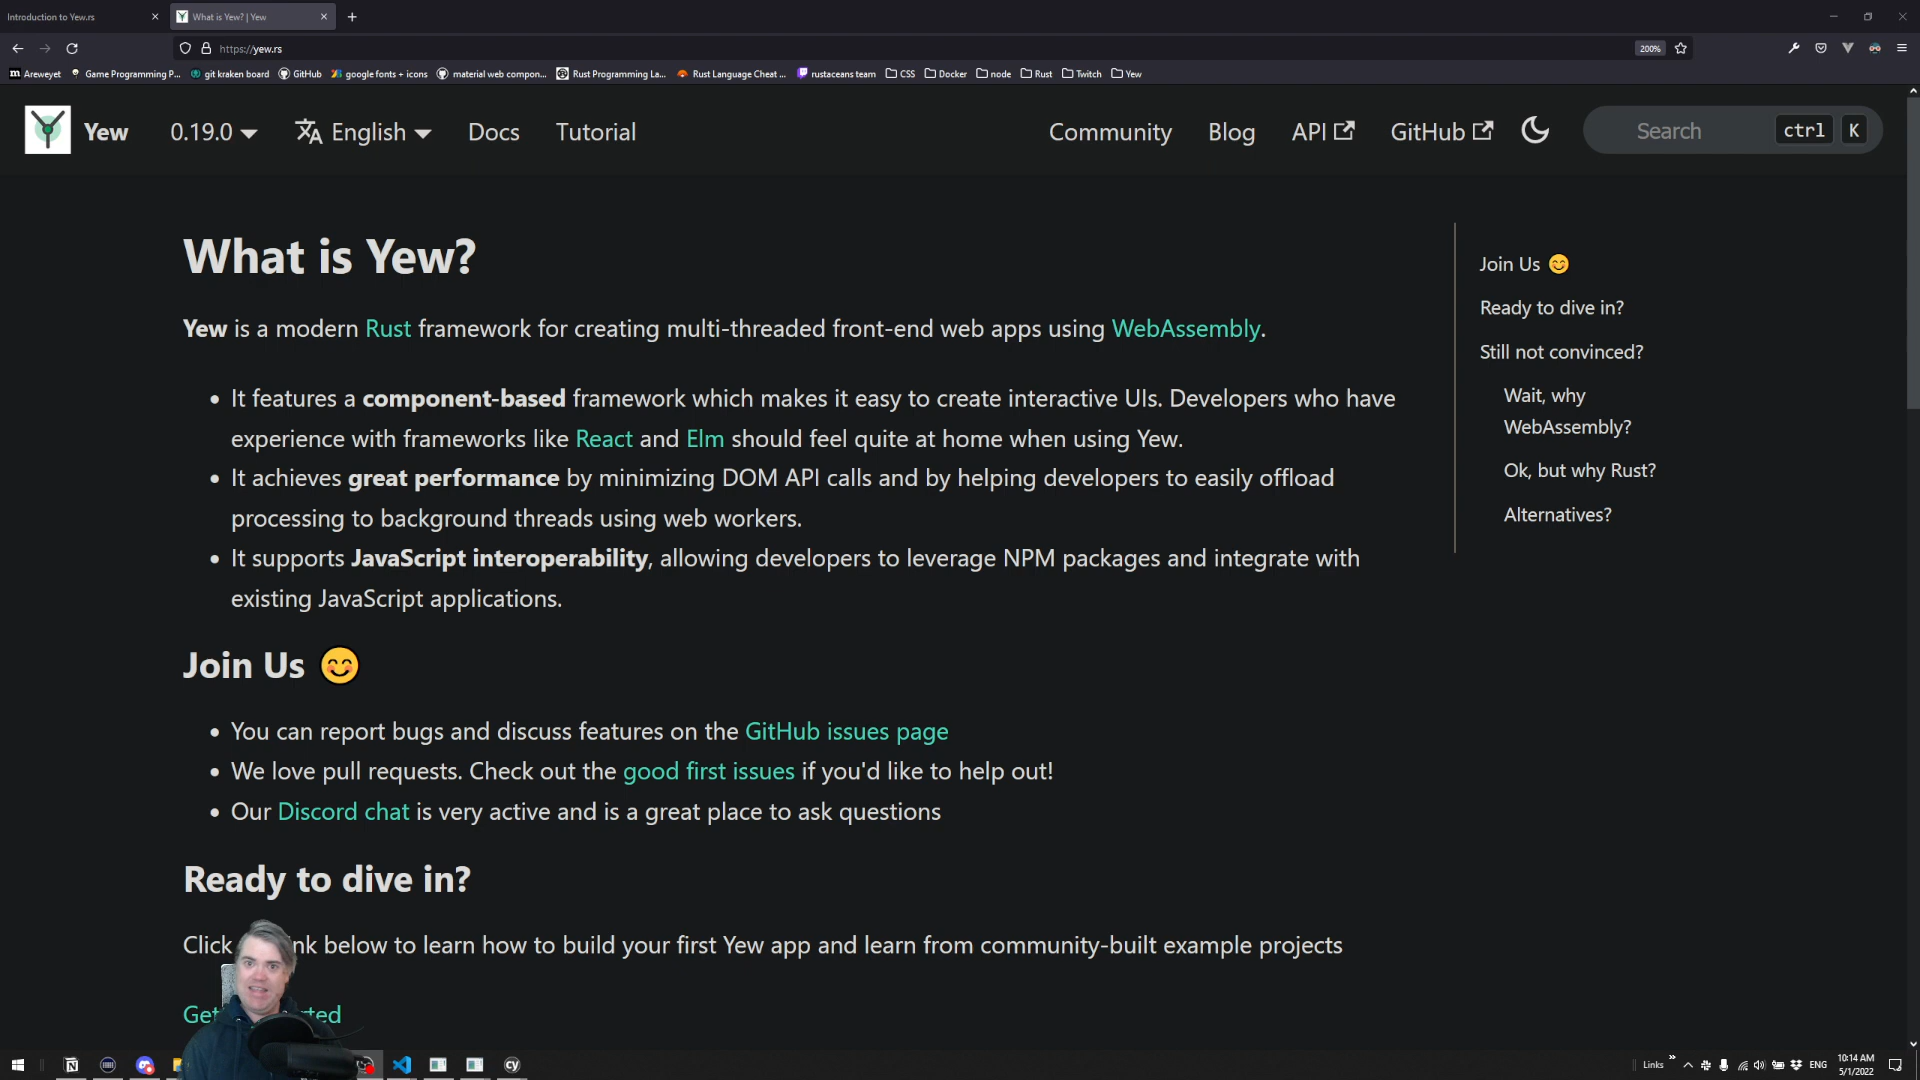 Introduction to Yew.rs
What is Yew? | Yew
https://yew.rs
200%
Areweyet
Game Programming P...
git kraken board
GitHub
google fonts + icons
material web compon...
Rust Programming La...
Rust Language Cheat ...
rustaceans team
CSS
Docker
node
Rust
Twitch
Yew
Yew
0.19.0
English
Docs
Tutorial
Community
Blog
API
GitHub
Search
ctrl
K
What is Yew?
Yew is a modern Rust framework for creating multi-threaded front-end web apps using WebAssembly.
It features a component-based framework which makes it easy to create interactive UIs. Developers who have
experience with frameworks like React and Elm should feel quite at home when using Yew.
It achieves great performance by minimizing DOM API calls and by helping developers to easily offload
processing to background threads using web workers.
It supports JavaScript interoperability, allowing developers to leverage NPM packages and integrate with
existing JavaScript applications.
Join Us 😊
You can report bugs and discuss features on the GitHub issues page
We love pull requests. Check out the good first issues if you'd like to help out!
Our Discord chat is very active and is a great place to ask questions
Ready to dive in?
Click nk below to learn how to build your first Yew app and learn from community-built example projects
Get ted
Join Us 😊
Ready to dive in?
Still not convinced?
Wait, why
WebAssembly?
Ok, but why Rust?
Alternatives?
Links
ENG
10:14 AM
5/1/2022